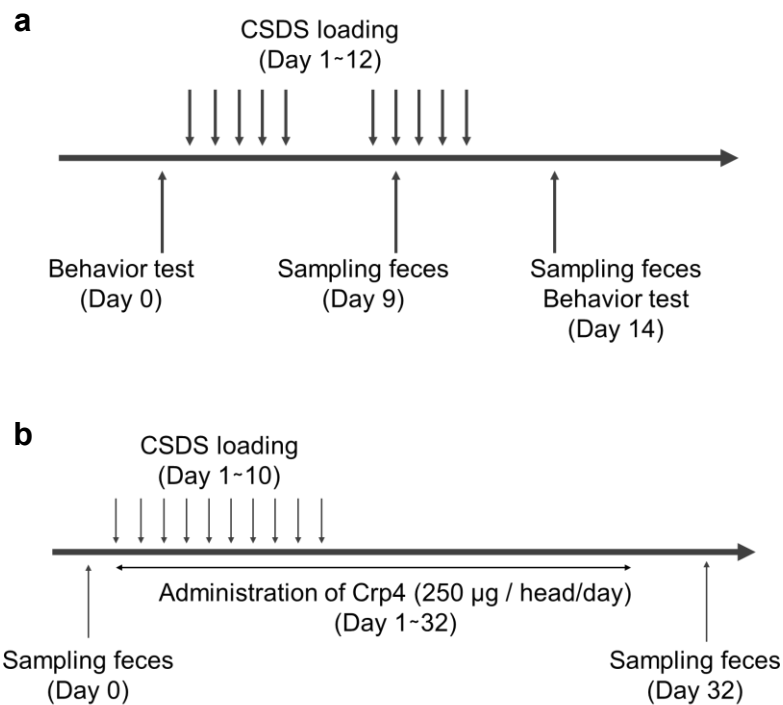 a
CSDS loading
(Day 1~12)
Behavior test
(Day 0)
Sampling feces
(Day 9)
Sampling feces
Behavior test
(Day 14)
b
CSDS loading
(Day 1~10)
Administration of Crp4 (250 μg / head/day)
(Day 1~32)
Sampling feces
(Day 0)
Sampling feces
(Day 32)